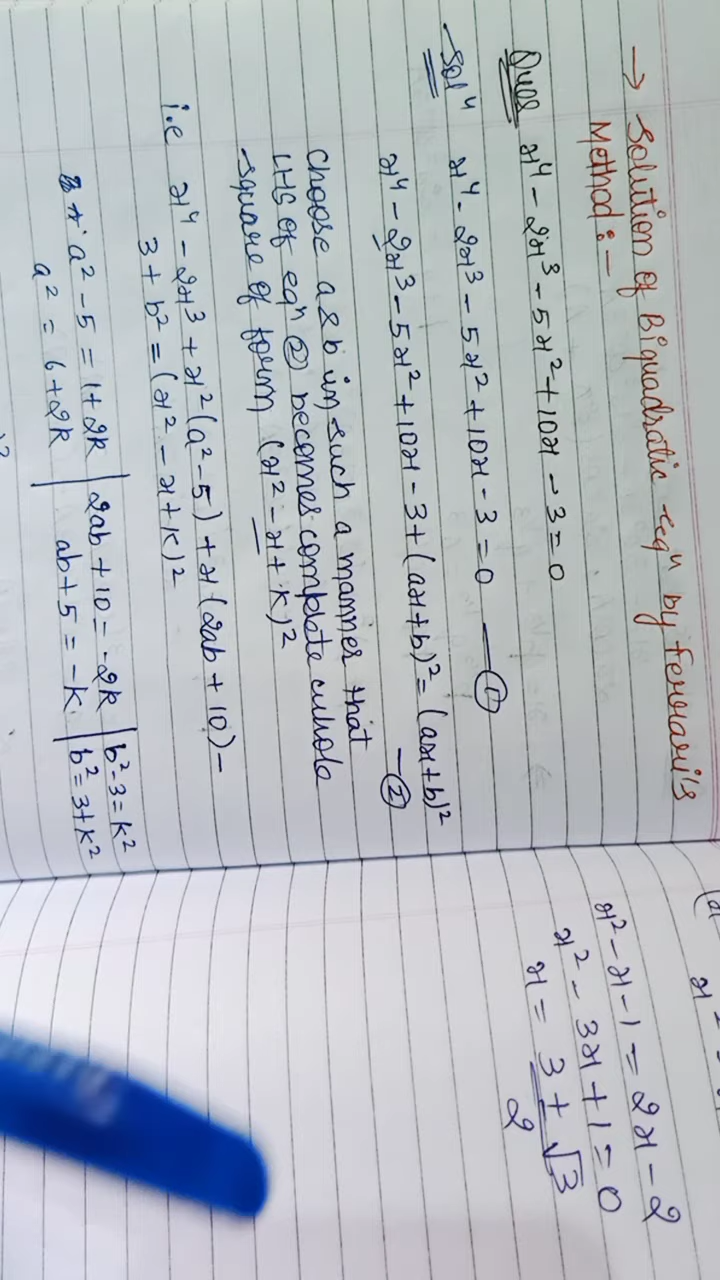 → Solution of Biquadratic eqⁿ by Ferrari's
Method:-
Ques x⁴ - 2x³ - 5x² + 10x - 3 = 0
Solⁿ x⁴ - 2x³ - 5x² + 10x - 3 = 0 —①
x⁴ - 2x³ - 5x² + 10x - 3 + (ax+b)² = (ax+b)²
—②
Choose a & b in such a manner that
LHS of eqⁿ ② becomes complete whole
square of form (x² - x + K)²
i.e x⁴ - 2x³ + x²(a²-5) + x(2ab + 10) -
3 + b² = (x² - x + K)²
a² - 5 = 1 + 2K | 2ab + 10 = -2K | b² - 3 = K²
a² = 6 + 2K | ab + 5 = -K | b² = 3 + K²
x² - x - 1 = 2x - 2
x² - 3x + 1 = 0
x = 3 + √3
2